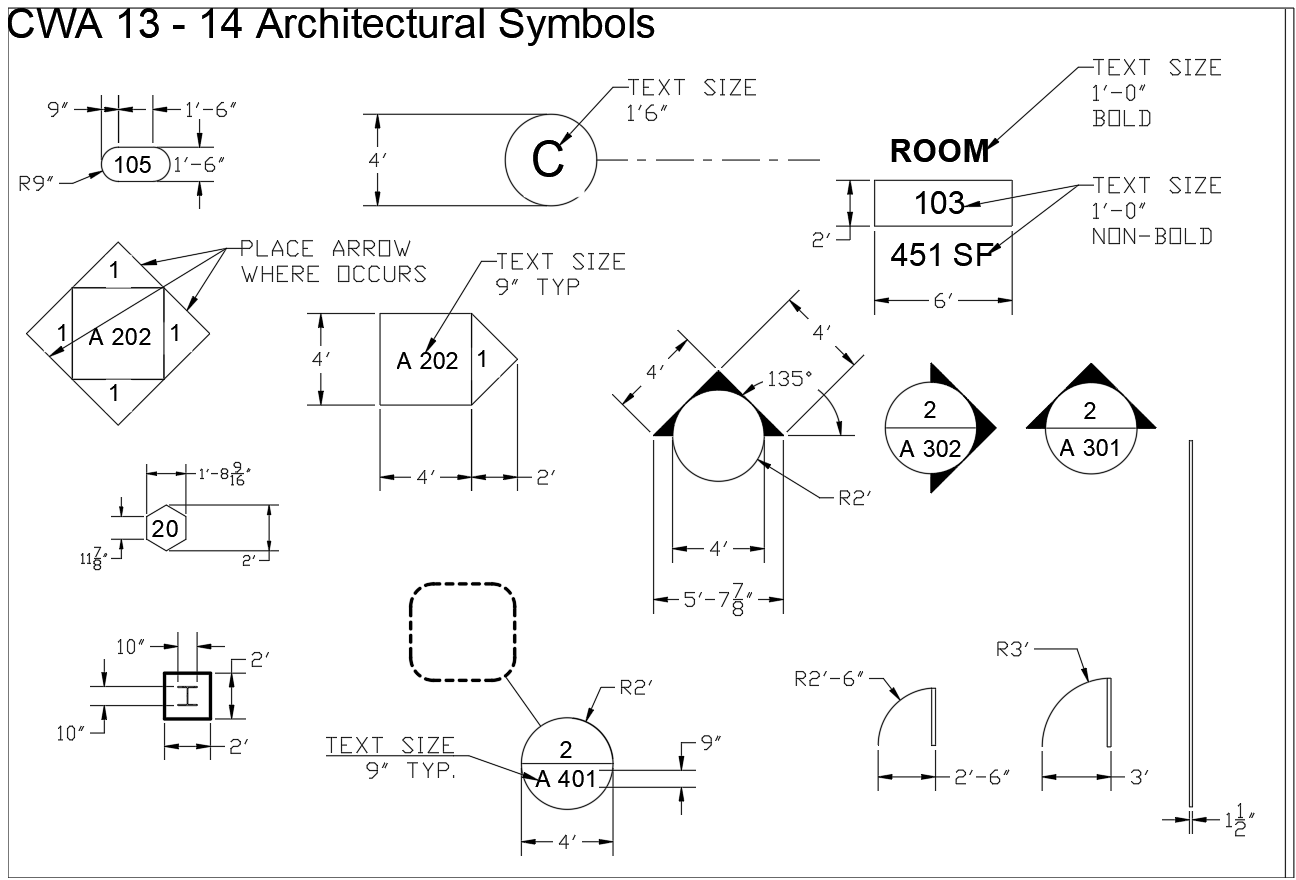 CWA 13 - 14 Architectural Symbols
9"
1'-6"
105
1'-6"
R9"
4'
C
TEXT SIZE
1'6"
TEXT SIZE
1'-0"
BOLD
ROOM
103
451 SF
2'
6'
TEXT SIZE
1'-0"
NON-BOLD
PLACE ARROW
WHERE OCCURS
1
1
A 202
1
1
TEXT SIZE
9" TYP
4'
A 202
1
4'
2'
4'
4'
135°
R2'
4'
5'-7 7/8"
2
A 302
2
A 301
1'-8 9/16"
20
11 7/8"
2'
10"
2'
10"
2'
R2'
2
A 401
TEXT SIZE
9" TYP.
9"
4'
R2'-6"
2'-6"
R3'
3'
1 1/2"